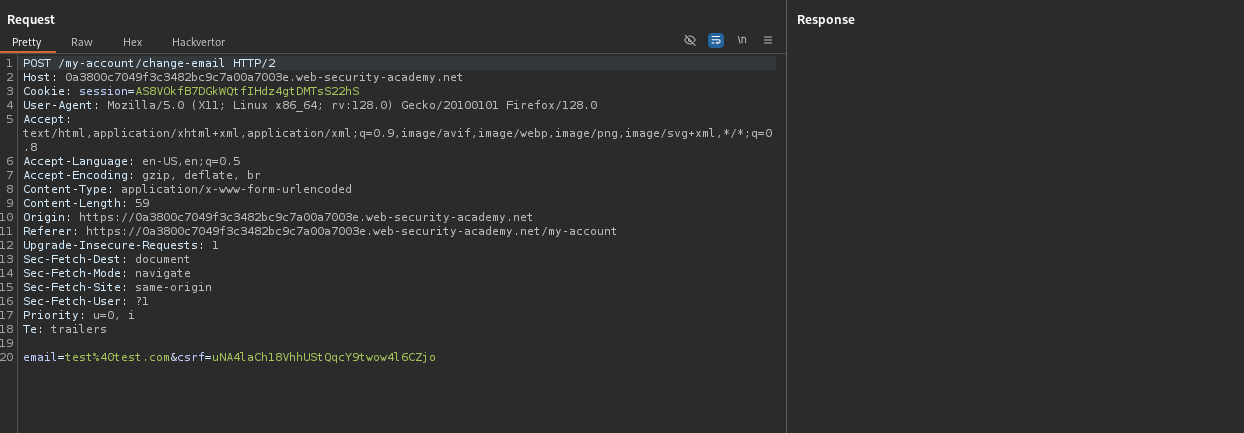 Request
Response
Pretty Raw Hex Hackvertor \n
1 POST /my-account/change-email HTTP/2
2 Host: 0a3800c7049f3c3482bc9c7a00a7003e.web-security-academy.net
3 Cookie: session=AS8VOkfB7DGkWQtfIHdz4gtDMTsS22hS
4 User-Agent: Mozilla/5.0 (X11; Linux x86_64; rv:128.0) Gecko/20100101 Firefox/128.0
5 Accept:
text/html,application/xhtml+xml,application/xml;q=0.9,image/avif,image/webp,image/png,image/svg+xml,*/*;q=0
.8
6 Accept-Language: en-US,en;q=0.5
7 Accept-Encoding: gzip, deflate, br
8 Content-Type: application/x-www-form-urlencoded
9 Content-Length: 59
10 Origin: https://0a3800c7049f3c3482bc9c7a00a7003e.web-security-academy.net
11 Referer: https://0a3800c7049f3c3482bc9c7a00a7003e.web-security-academy.net/my-account
12 Upgrade-Insecure-Requests: 1
13 Sec-Fetch-Dest: document
14 Sec-Fetch-Mode: navigate
15 Sec-Fetch-Site: same-origin
16 Sec-Fetch-User: ?1
17 Priority: u=0, i
18 Te: trailers
19
20 email=test%40test.com&csrf=uNA4laCh18VhhUStQqcY9twow4l6CZjo